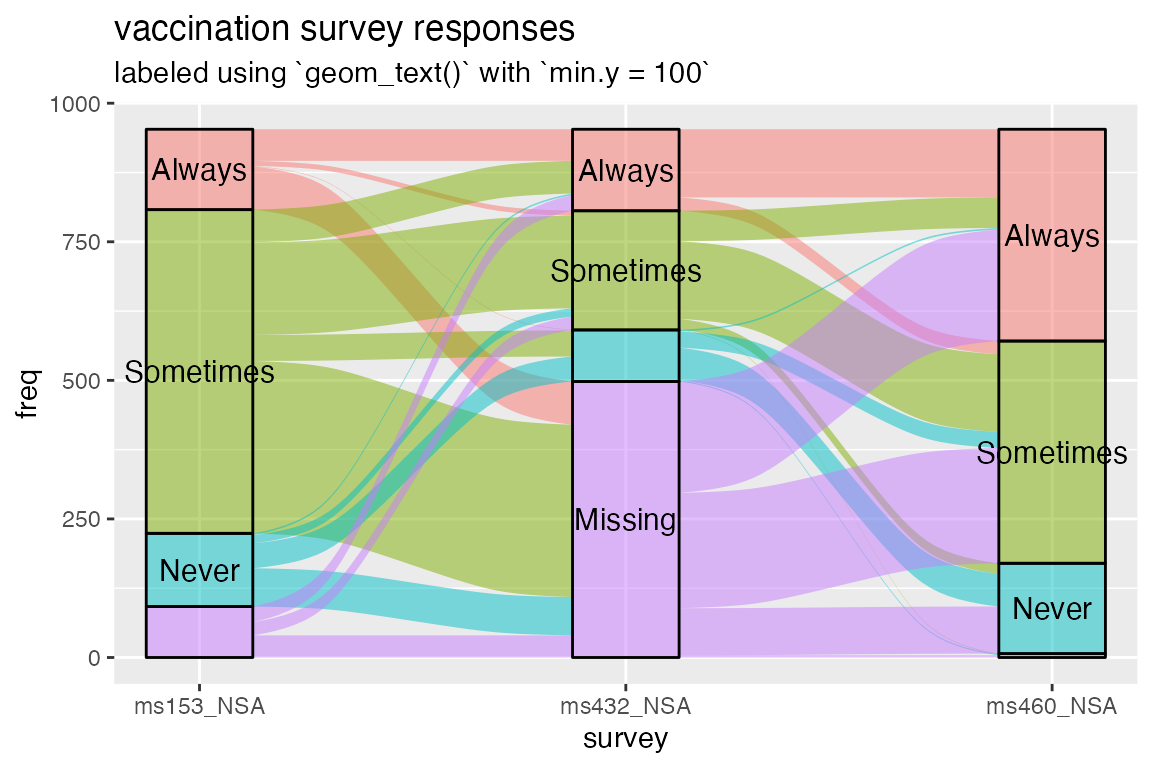 vaccination survey responses
labeled using `geom_text()` with `min.y = 100`
1000
750
500
250
0
freq
Always
Sometimes
Never
Always
Sometimes
Missing
Always
Sometimes
Never
ms153_NSA
ms432_NSA
ms460_NSA
survey